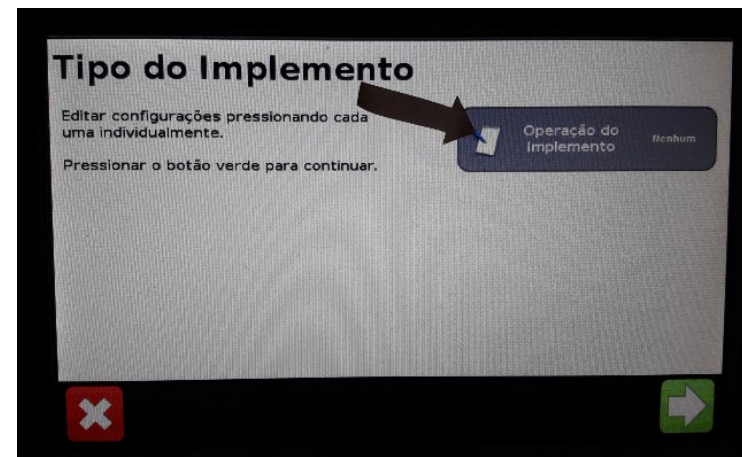 Tipo do Implemento
Editar configurações pressionando cada
uma individualmente.
Pressionar o botão verde para continuar.
Operação do
Implemento
Nenhum